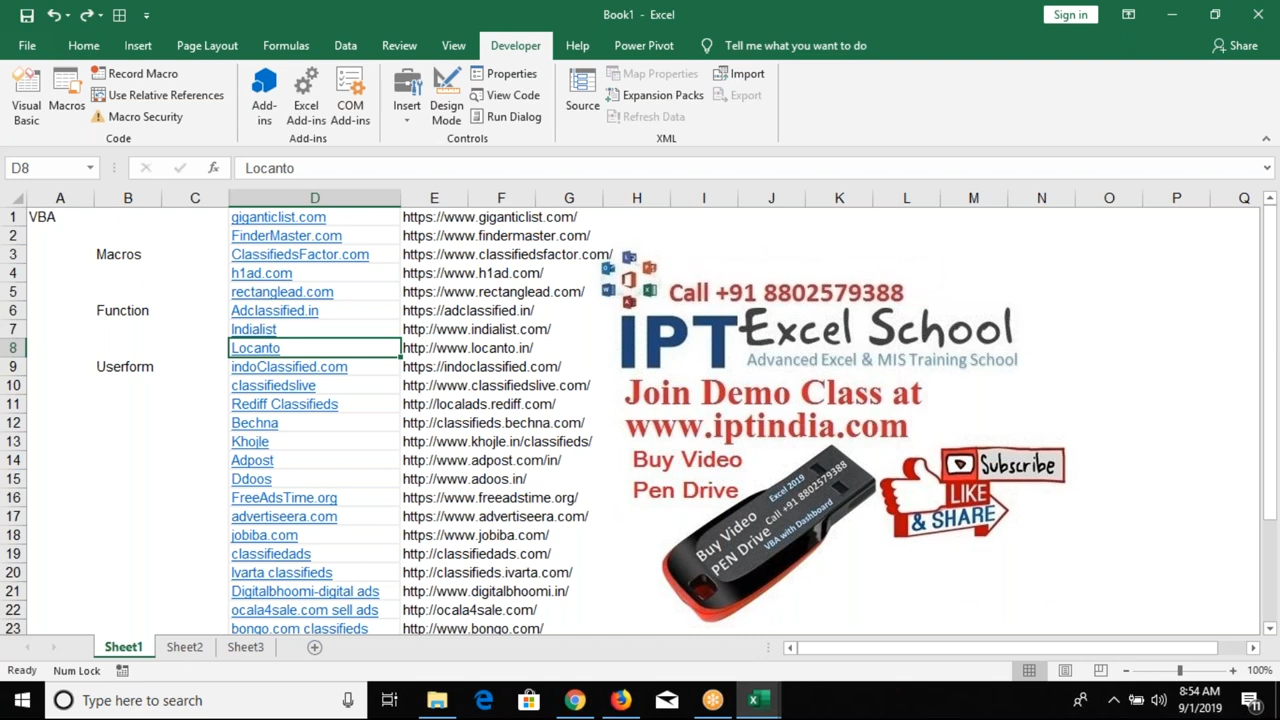 Book1 - Excel
Sign in
File Home Insert Page Layout Formulas Data Review View Developer Help Power Pivot Tell me what you want to do Share
Visual Basic
Macros
Record Macro
Use Relative References
Macro Security
Code
Add-ins
Excel Add-ins
COM Add-ins
Add-ins
Insert
Design Mode
Properties
View Code
Run Dialog
Controls
Source
Map Properties
Expansion Packs
Refresh Data
Import
Export
XML
D8 fx Locanto
A B C D E F G H I J K L M N O P Q
1 VBA giganticlist.com https://www.giganticlist.com/
2 FinderMaster.com https://www.findermaster.com/
3 Macros ClassifiedsFactor.com https://www.classifiedsfactor.com/
4 h1ad.com https://www.h1ad.com/
5 rectanglead.com https://www.rectanglead.com/
6 Function Adclassified.in https://adclassified.in/
7 Indialist http://www.indialist.com/
8 Locanto http://www.locanto.in/
9 Userform indoClassified.com https://indoclassified.com/
10 classifiedslive http://www.classifiedslive.com/
11 Rediff Classifieds http://localads.rediff.com/
12 Bechna http://classifieds.bechna.com/
13 Khojle http://www.khojle.in/classifieds/
14 Adpost http://www.adpost.com/in/
15 Ddoos http://www.adoos.in/
16 FreeAdsTime.org https://www.freeadstime.org/
17 advertiseera.com https://www.advertiseera.com/
18 jobiba.com https://www.jobiba.com/
19 classifiedads http://classifiedads.com/
20 Ivarta classifieds http://classifieds.ivarta.com/
21 Digitalbhoomi-digital ads http://www.digitalbhoomi.in/
22 ocala4sale.com sell ads http://ocala4sale.com/
23 bongo.com classifieds http://www.bongo.com/
Call +91 8802579388
IPT Excel School
Advanced Excel & MIS Training School
Join Demo Class at
www.iptindia.com
Buy Video
Pen Drive
Buy Video
PEN Drive
Excel 2019
Call +91 8802579388
VBA with Dashboard
Subscribe
LIKE
& SHARE
Sheet1 Sheet2 Sheet3
Ready Num Lock 100%
Type here to search
8:54 AM
9/1/2019
11